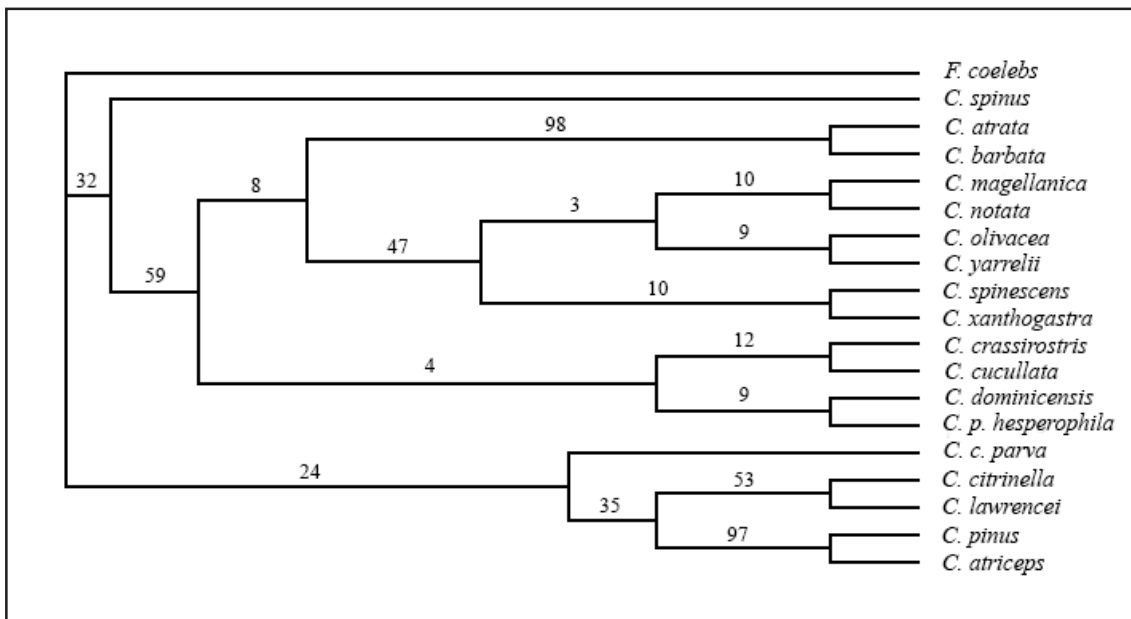 F. coelebs
C. spinus
98
C. atrata
C. barbata
32
8
10
C. magellanica
3
C. notata
9
C. olivacea
47
C. yarrelii
59
10
C. spinescens
C. xanthogastra
12
C. crassirostris
4
C. cucullata
9
C. dominicensis
C. p. hesperophila
C. c. parva
24
53
C. citrinella
35
C. lawrencei
97
C. pinus
C. atriceps